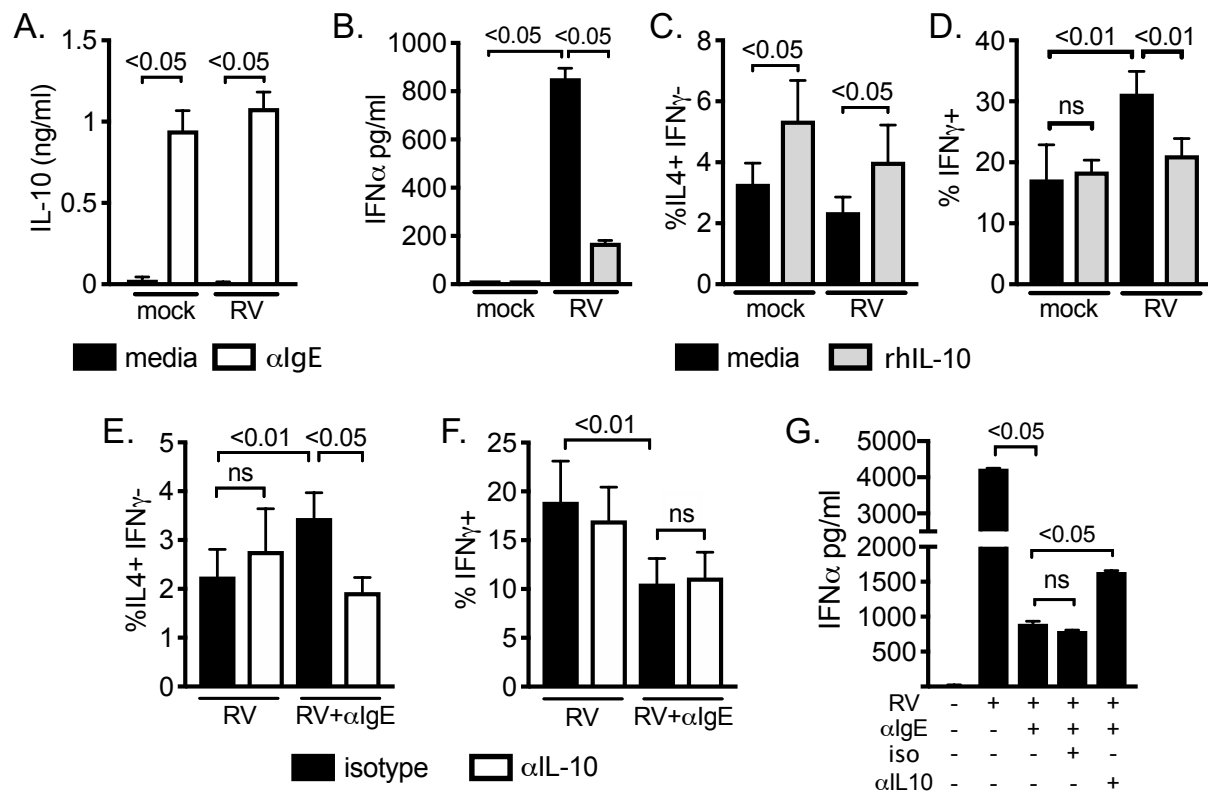 A.
IL-10 (ng/ml)
1.5
1
0.5
0
<0.05
<0.05
mock
RV
B.
IFNα pg/ml
1000
800
600
400
200
0
<0.05
<0.05
mock
RV
C.
%IL4+ IFNγ-
8
6
4
2
0
<0.05
<0.05
mock
RV
D.
% IFNγ+
40
30
20
10
0
<0.01
<0.01
ns
mock
RV
media
αIgE
media
rhIL-10
E.
%IL4+ IFNγ-
5
4
3
2
1
0
<0.01
<0.05
ns
RV
RV+αIgE
F.
% IFNγ+
25
20
15
10
5
0
<0.01
ns
RV
RV+αIgE
isotype
αIL-10
G.
IFNα pg/ml
5000
4000
3000
2000
1500
1000
500
<0.05
<0.05
ns
RV - + + + +
αIgE - - + + +
iso - - - + -
αIL10 - - - - +